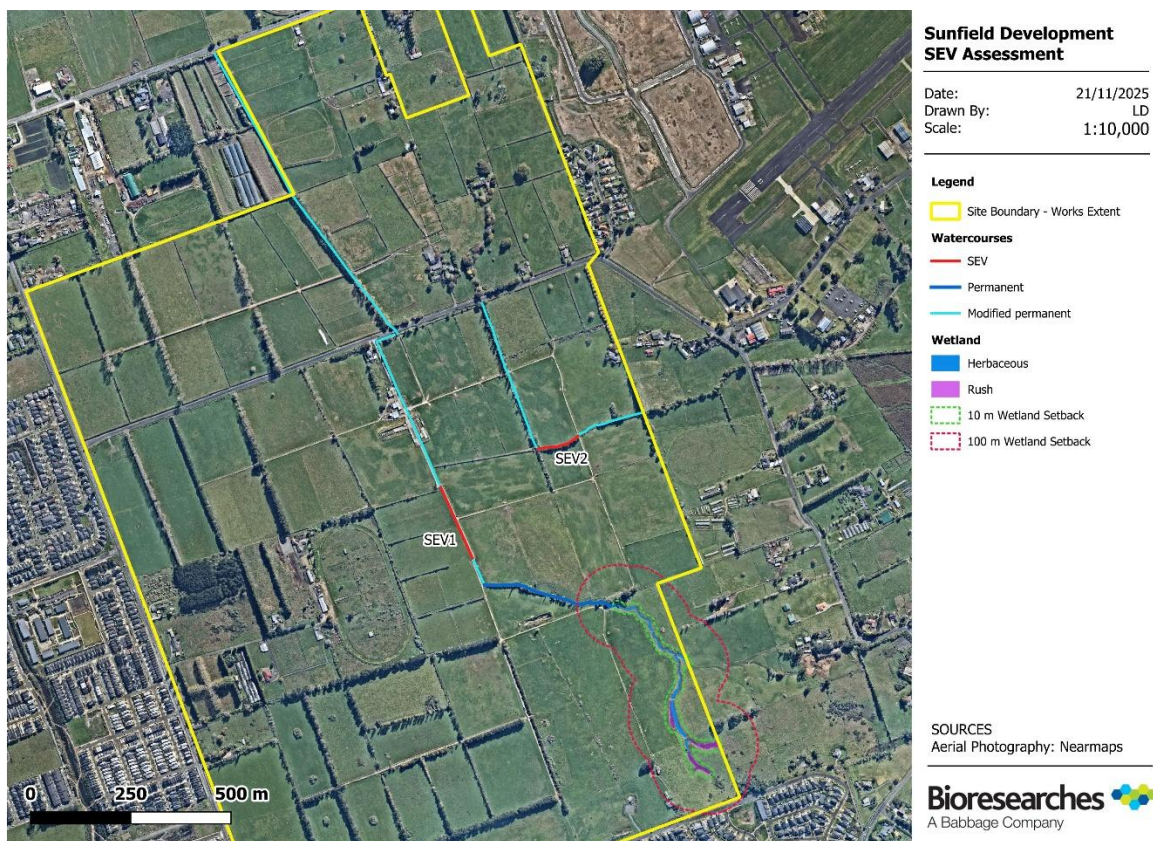 Sunfield Development
SEV Assessment
Date: 21/11/2025
Drawn By: LD
Scale: 1:10,000
Legend
Site Boundary - Works Extent
Watercourses
SEV
Permanent
Modified permanent
Wetland
Herbaceous
Rush
10 m Wetland Setback
100 m Wetland Setback
SEV2
SEV1
0 250 500 m
SOURCES
Aerial Photography: Nearmaps
Bioresearches
A Babbage Company